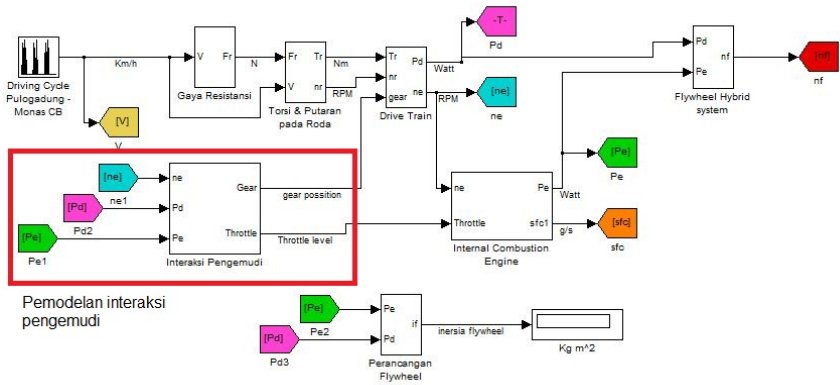 Driving Cycle
Pulogadung -
Monas CB
Km/h
[V]
V
V
Fr
Gaya Resistansi
N
Fr
V
Tr
nr
Torsi & Putaran
pada Roda
Nm
RPM
Tr
nr
gear
Pd
ne
Drive Train
Watt
RPM
-T-
Pd
[ne]
ne
Pd
Pe
nf
Flywheel Hybrid
system
[nf]
nf
[ne]
ne1
[Pd]
Pd2
[Pe]
Pe1
ne
Pd
Pe
Gear
Throttle
Interaksi Pengemudi
gear possition
Throttle level
Pemodelan interaksi
pengemudi
ne
Throttle
Pe
sfc1
Internal Combustion
Engine
Watt
g/s
[Pe]
Pe
[sfc]
sfc
[Pe]
Pe2
[Pd]
Pd3
Pe
Pd
if
Perancangan
Flywheel
inersia flywheel
Kg m^2